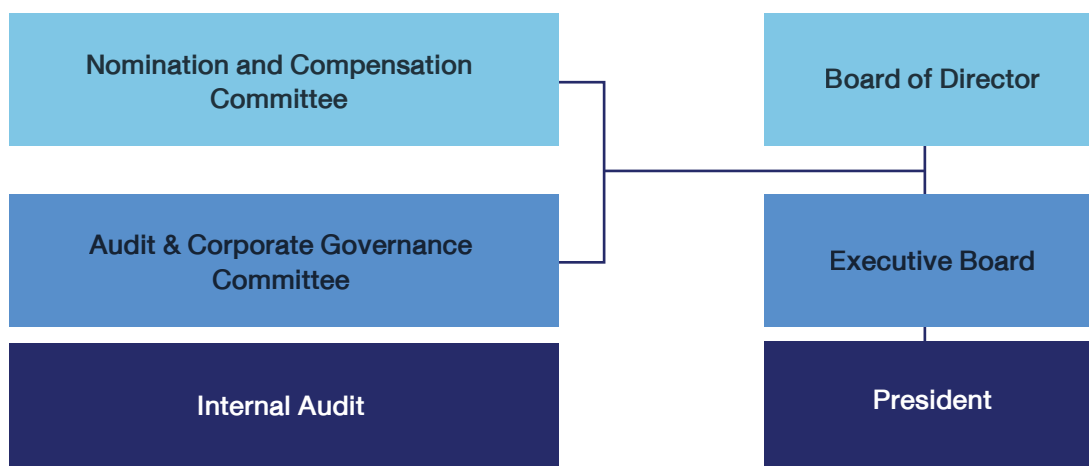 Nomination and Compensation
Committee
Board of Director
Audit & Corporate Governance
Committee
Executive Board
Internal Audit
President